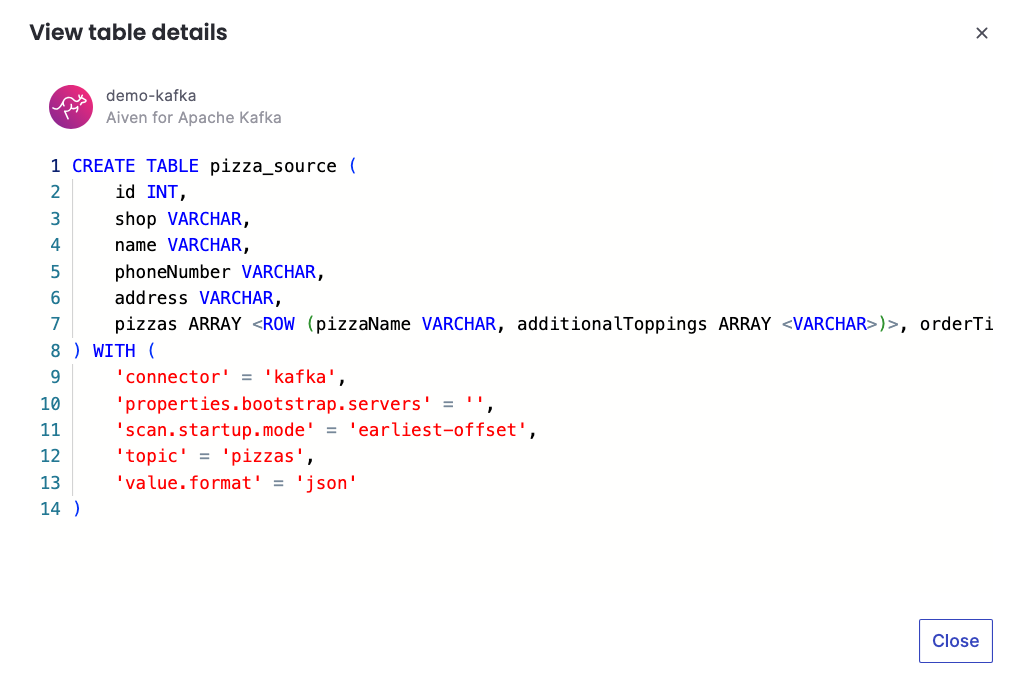 View table details
demo-kafka
Aiven for Apache Kafka
1 CREATE TABLE pizza_source (
2     id INT,
3     shop VARCHAR,
4     name VARCHAR,
5     phoneNumber VARCHAR,
6     address VARCHAR,
7     pizzas ARRAY <ROW (pizzaName VARCHAR, additionalToppings ARRAY <VARCHAR>)>, orderTi
8 ) WITH (
9     'connector' = 'kafka',
10     'properties.bootstrap.servers' = '',
11     'scan.startup.mode' = 'earliest-offset',
12     'topic' = 'pizzas',
13     'value.format' = 'json'
14 )
Close